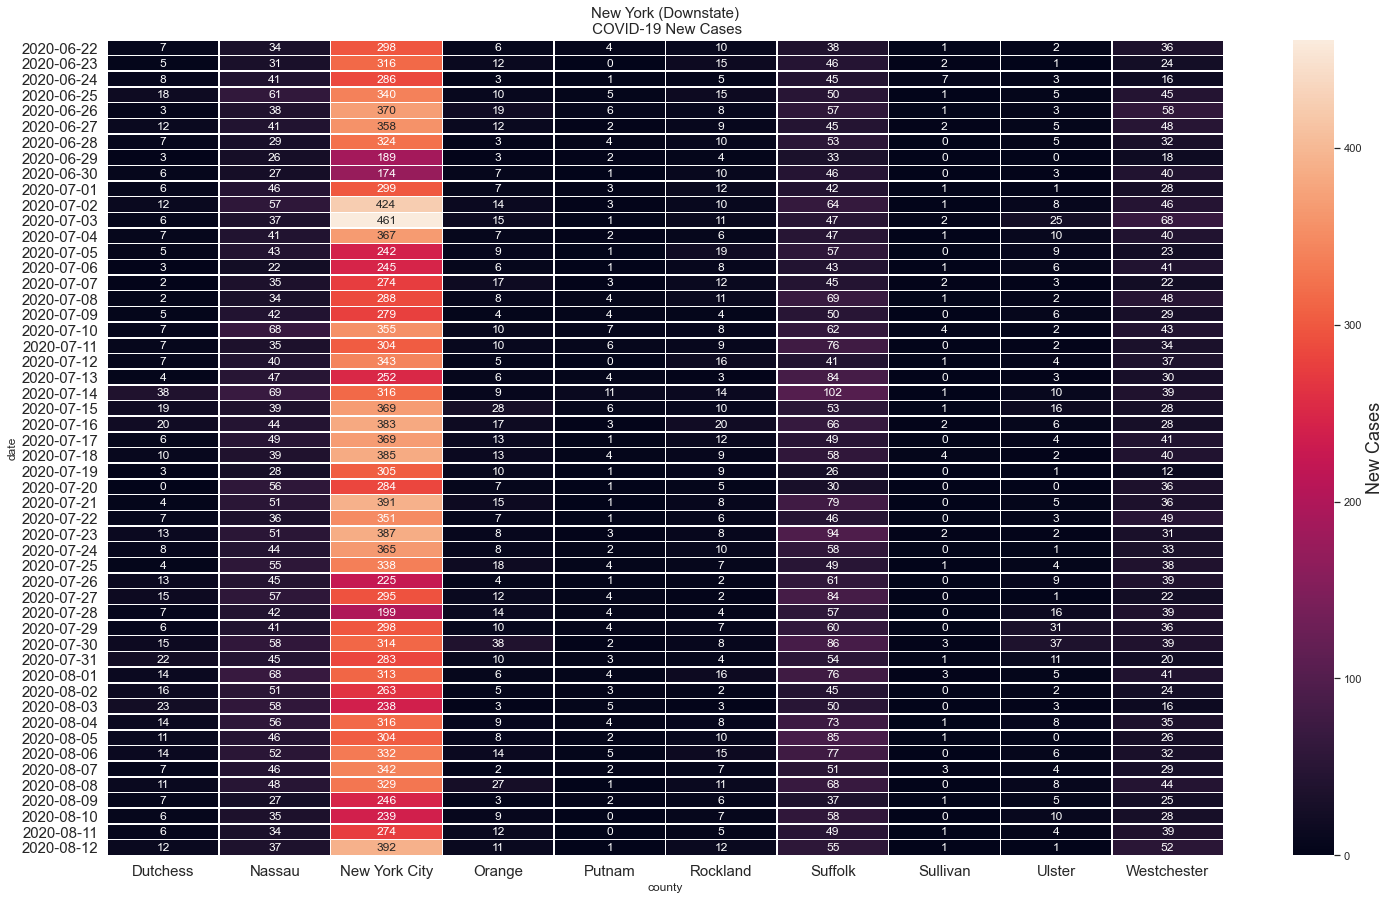 New York (Downstate)
COVID-19 New Cases
2020-06-22 7 34 298 6 4 10 38 1 2 36
2020-06-23 5 31 316 12 0 15 46 2 1 24
2020-06-24 8 41 286 3 1 5 45 7 3 16
2020-06-25 18 61 340 10 5 15 50 1 5 45
2020-06-26 3 38 370 19 6 8 57 1 3 58
2020-06-27 12 41 358 12 2 9 45 2 5 48
2020-06-28 7 29 324 3 4 10 53 0 5 32
2020-06-29 3 26 189 3 2 4 33 0 0 18
2020-06-30 6 27 174 7 1 10 46 0 3 40
2020-07-01 6 46 299 7 3 12 42 1 1 28
2020-07-02 12 57 424 14 3 10 64 1 8 46
2020-07-03 6 37 461 15 1 11 47 2 25 68
2020-07-04 7 41 367 7 2 6 47 1 10 40
2020-07-05 5 43 242 9 1 19 57 0 9 23
2020-07-06 3 22 245 6 1 8 43 1 6 41
2020-07-07 2 35 274 17 3 12 45 2 3 22
2020-07-08 2 34 288 8 4 11 69 1 2 48
2020-07-09 5 42 279 4 4 4 50 0 6 29
2020-07-10 7 68 355 10 7 8 62 4 2 43
2020-07-11 7 35 304 10 6 9 76 0 2 34
2020-07-12 7 40 343 5 0 16 41 1 4 37
2020-07-13 4 47 252 6 4 3 84 0 3 30
2020-07-14 38 69 316 9 11 14 102 1 10 39
2020-07-15 19 39 369 28 6 10 53 1 16 28
2020-07-16 20 44 383 17 3 20 66 2 6 28
2020-07-17 6 49 369 13 1 12 49 0 4 41
2020-07-18 10 39 385 13 4 9 58 4 2 40
2020-07-19 3 28 305 10 1 9 26 0 1 12
2020-07-20 0 56 284 7 1 5 30 0 0 36
2020-07-21 4 51 391 15 1 8 79 0 5 36
2020-07-22 7 36 351 7 1 6 46 0 3 49
2020-07-23 13 51 387 8 3 8 94 2 2 31
2020-07-24 8 44 365 8 2 10 58 0 1 33
2020-07-25 4 55 338 18 4 7 49 1 4 38
2020-07-26 13 45 225 4 1 2 61 0 9 39
2020-07-27 15 57 295 12 4 2 84 0 1 22
2020-07-28 7 42 199 14 4 4 57 0 16 39
2020-07-29 6 41 298 10 4 7 60 0 31 36
2020-07-30 15 58 314 38 2 8 86 3 37 39
2020-07-31 22 45 283 10 3 4 54 1 11 20
2020-08-01 14 68 313 6 4 16 76 3 5 41
2020-08-02 16 51 263 5 3 2 45 0 2 24
2020-08-03 23 58 238 3 5 3 50 0 3 16
2020-08-04 14 56 316 9 4 8 73 1 8 35
2020-08-05 11 46 304 8 2 10 85 1 0 26
2020-08-06 14 52 332 14 5 15 77 0 6 32
2020-08-07 7 46 342 2 2 7 51 3 4 29
2020-08-08 11 48 329 27 1 11 68 0 8 44
2020-08-09 7 27 246 3 2 6 37 1 5 25
2020-08-10 6 35 239 9 0 7 58 0 10 28
2020-08-11 6 34 274 12 0 5 49 1 4 39
2020-08-12 12 37 392 11 1 12 55 1 1 52
Dutchess Nassau New York City Orange Putnam Rockland Suffolk Sullivan Ulster Westchester
county
date
400
300
200
100
0
New Cases